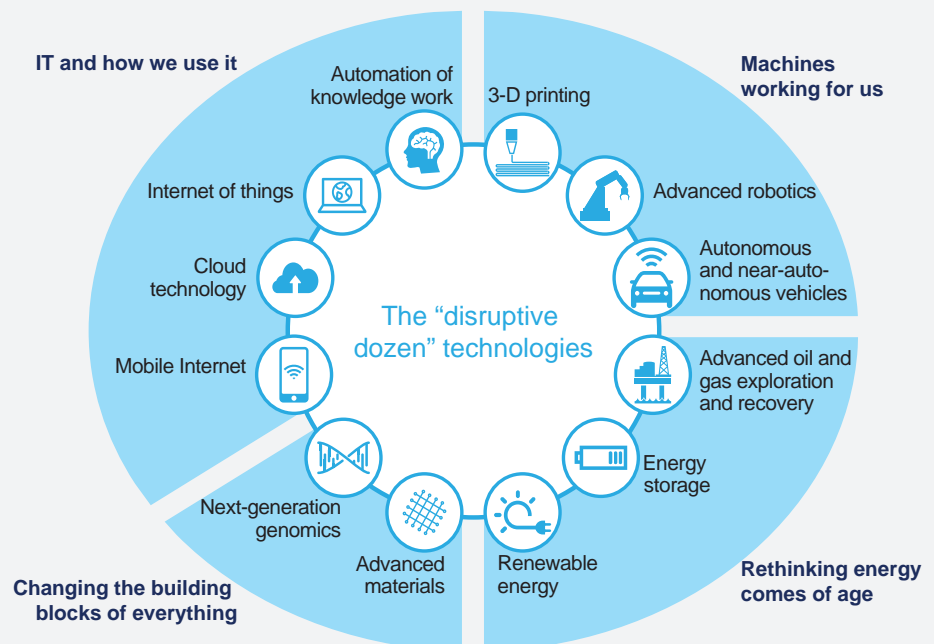 IT and how we use it
Automation of
knowledge work
Internet of things
Cloud
technology
Mobile Internet
Machines
working for us
3-D printing
Advanced robotics
Autonomous
and near-auto-
nomous vehicles
The “disruptive
dozen” technologies
Advanced oil and
gas exploration
and recovery
Energy
storage
Renewable
energy
Rethinking energy
comes of age
Next-generation
genomics
Advanced
materials
Changing the building
blocks of everything